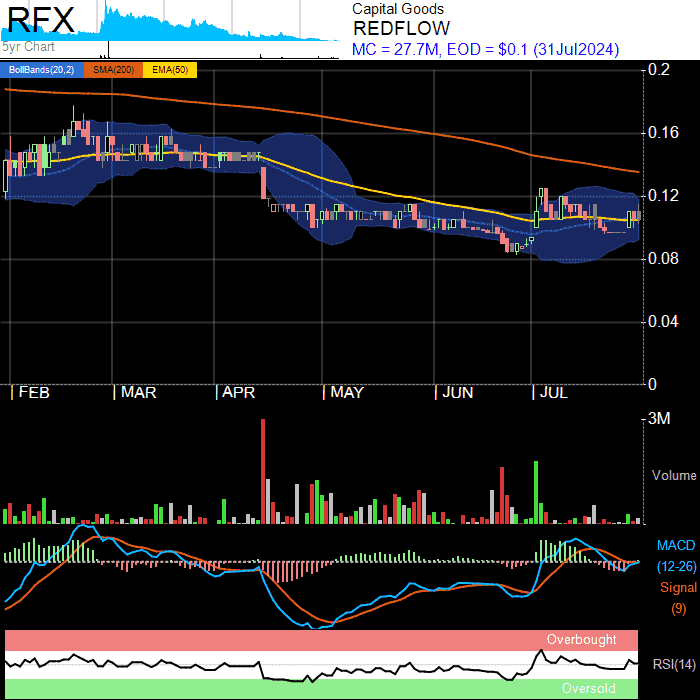 RFX
5yr Chart
Capital Goods
REDFLOW
MC = 27.7M, EOD = $0.1 (31Jul2024)
BollBands(20,2) SMA(200) EMA(50)
0.2
0.16
0.12
0.08
0.04
0
FEB MAR APR MAY JUN JUL
3M
Volume
MACD
(12-26)
Signal
(9)
Overbought
RSI(14)
Oversold